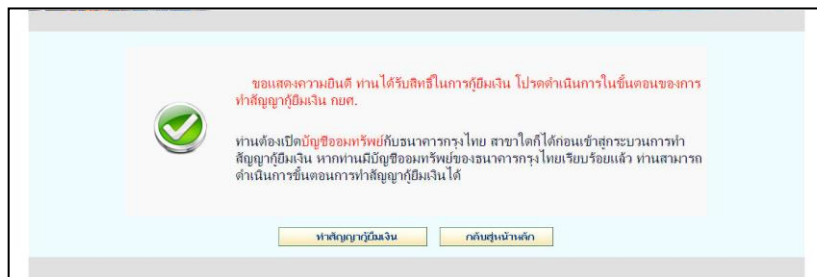 ขอแสดงความยินดี ท่านได้รับสิทธิ์ในการกู้ยืมเงิน โปรดดำเนินการในขั้นตอนของการ
ทำสัญญากู้ยืมเงิน กยศ.
ท่านต้องเปิดบัญชีออมทรัพย์กับธนาคารกรุงไทย สาขาใดก็ได้ก่อนเข้าสู่กระบวนการทำ
สัญญากู้ยืมเงิน หากท่านมีบัญชีออมทรัพย์ของธนาคารกรุงไทยเรียบร้อยแล้ว ท่านสามารถ
ดำเนินการขั้นตอนการทำสัญญากู้ยืมเงินได้
ทำสัญญากู้ยืมเงิน กลับสู่หน้าหลัก